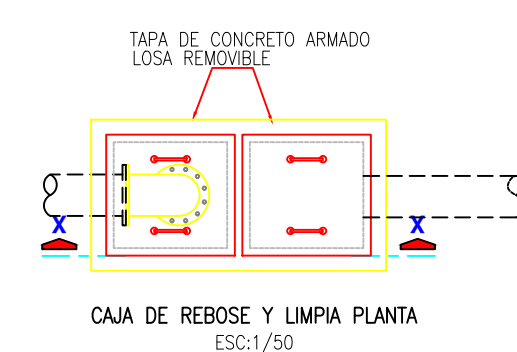 TAPA DE CONCRETO ARMADO
LOSA REMOVIBLE
X X
CAJA DE REBOSE Y LIMPIA PLANTA
ESC:1/50